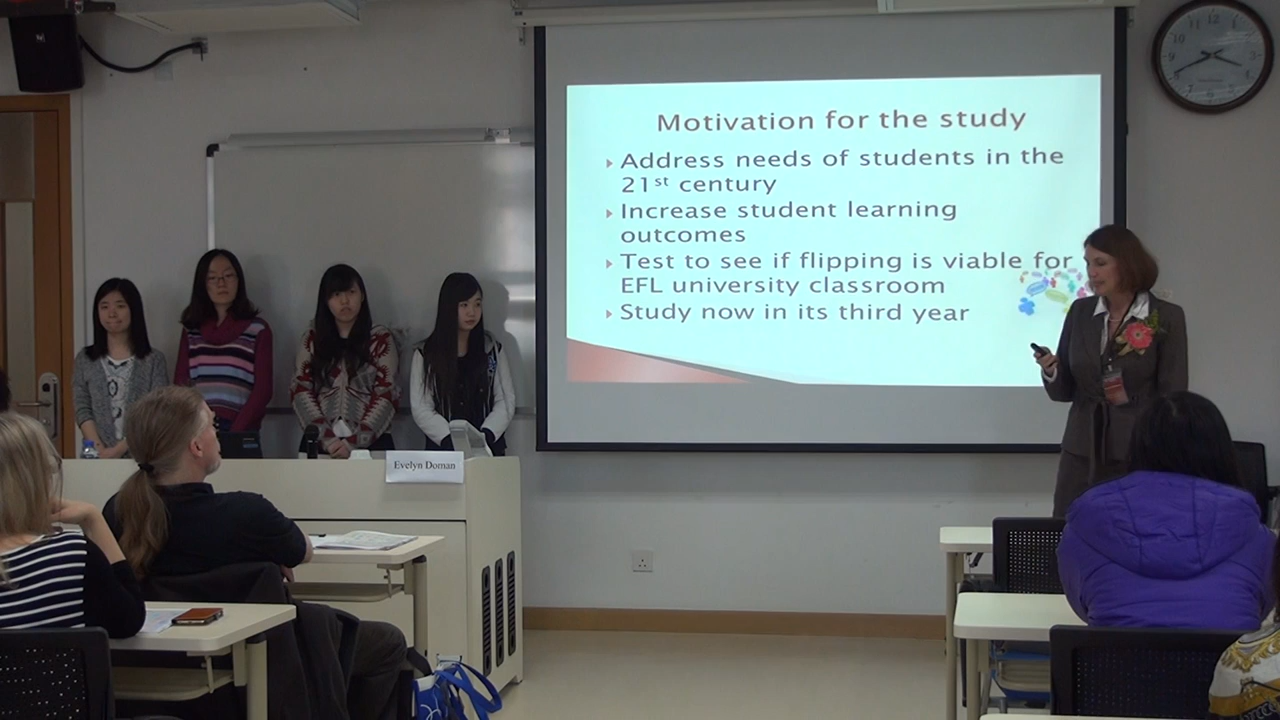 Motivation for the study
Address needs of students in the
21st century
Increase student learning
outcomes
Test to see if flipping is viable for
EFL university classroom
Study now in its third year
Evelyn Doman